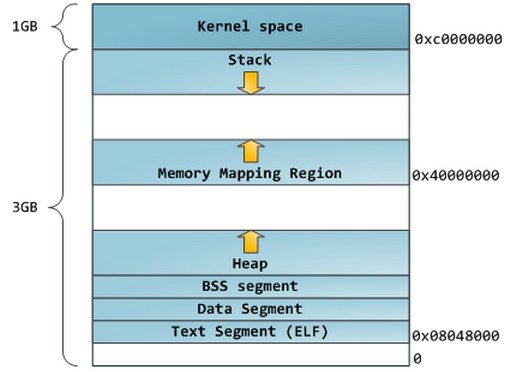 1GB
Kernel space
0xc0000000
Stack
Memory Mapping Region
0x40000000
3GB
Heap
BSS segment
Data Segment
Text Segment (ELF)
0x08048000
0